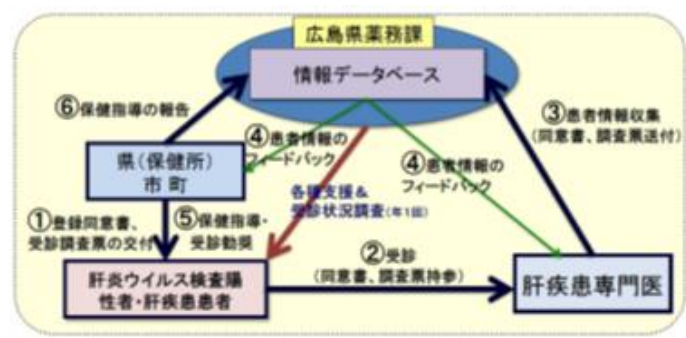 広島県薬務課
情報データベース
⑥保健指導の報告
③患者情報収集
(同意書、調査票送付)
④患者情報の
フィードバック
④患者情報の
フィードバック
県(保健所)
市町
各種支援&
受診状況調査(年1回)
①登録同意書、
受診調査票の交付
⑤保健指導・
受診勧奨
②受診
(同意書、調査票持参)
肝炎ウイルス検査陽
性者・肝疾患患者
肝疾患専門医